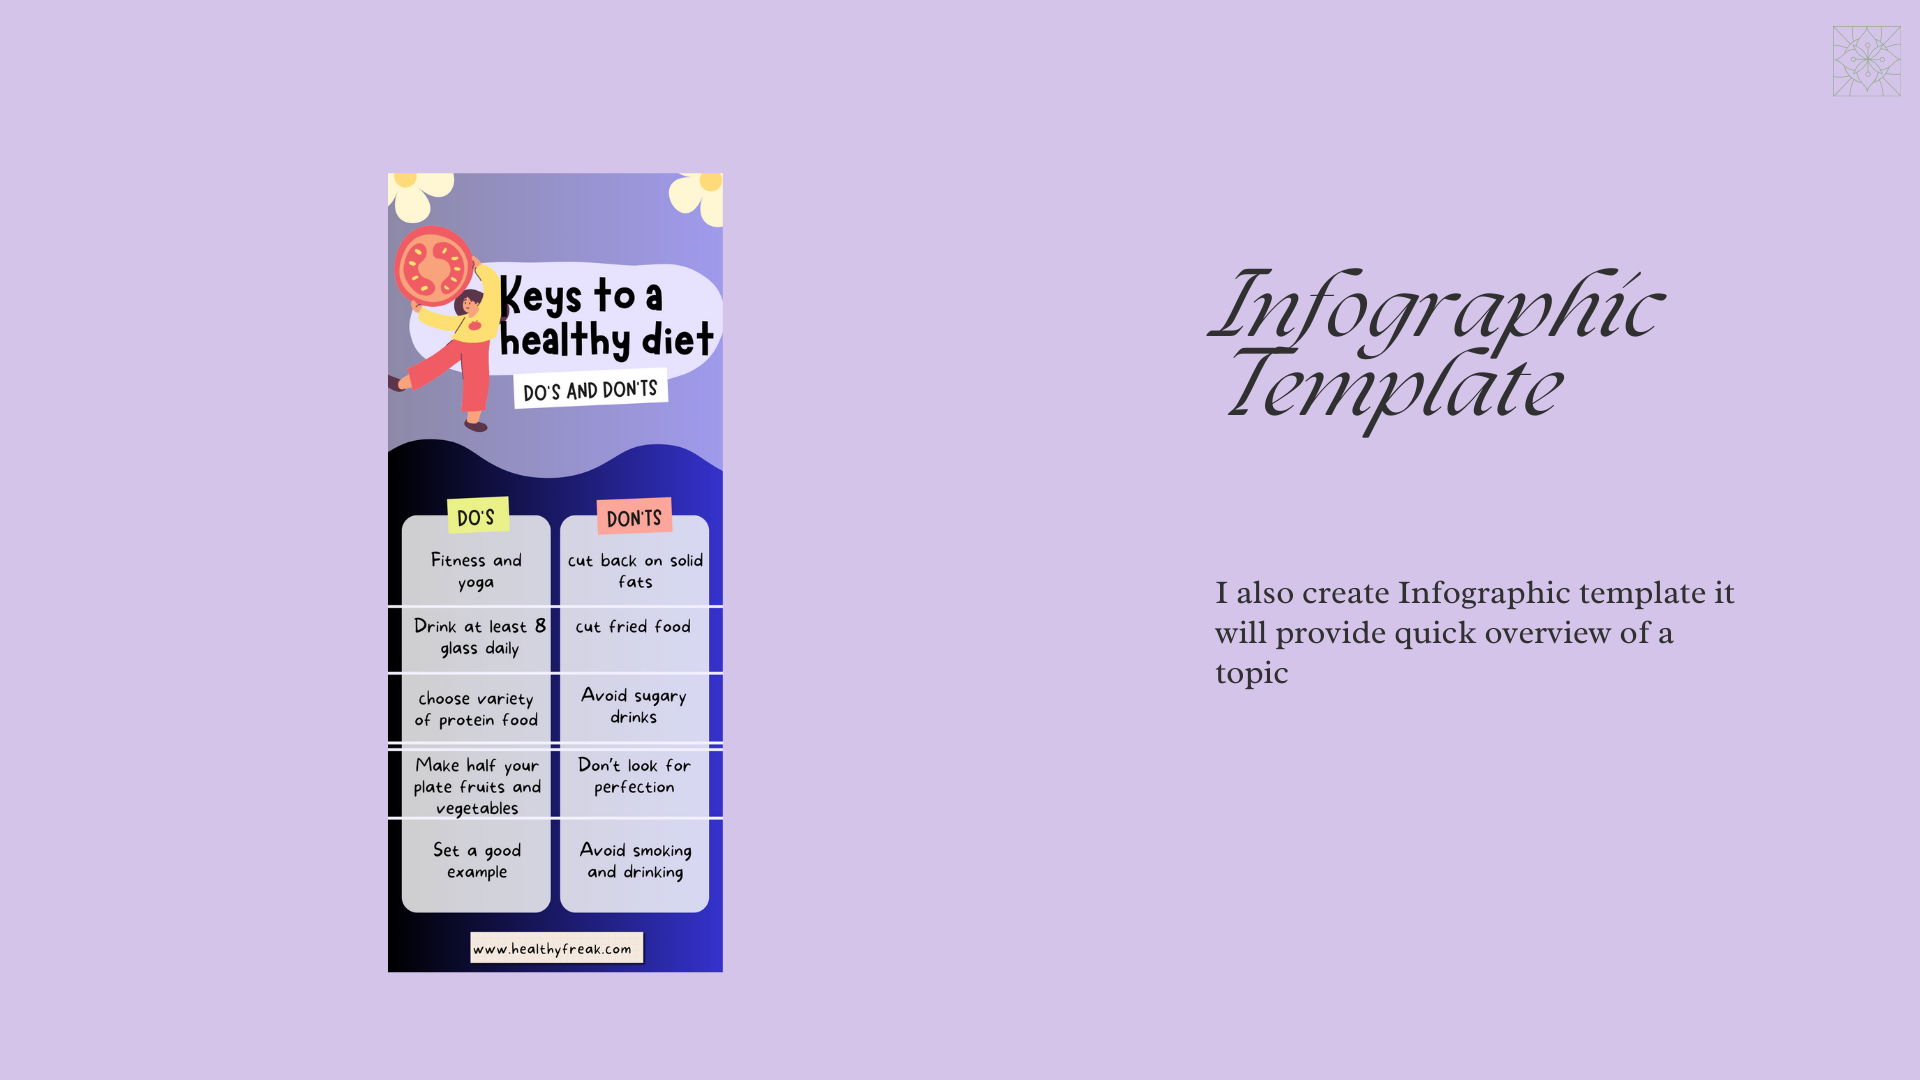 Keys to a
healthy diet
DO'S AND DON'TS
DO'S
Fitness and
yoga
Drink at least 8
glass daily
choose variety
of protein food
Make half your
plate fruits and
vegetables
Set a good
example
DON'TS
cut back on solid
fats
cut fried food
Avoid sugary
drinks
Don't look for
perfection
Avoid smoking
and drinking
www.healthyfreak.com
Infographic
Template
I also create Infographic template it
will provide quick overview of a
topic